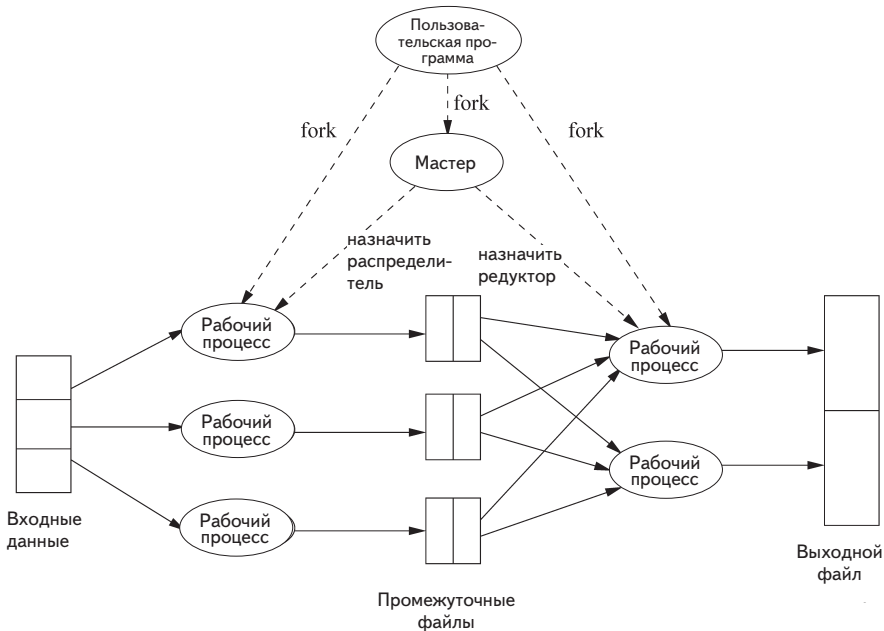 Пользова-
тельская про-
грамма
fork
fork
fork
Мастер
назначить
распредели-
тель
назначить
редуктор
Рабочий
процесс
Рабочий
процесс
Рабочий
процесс
Рабочий
процесс
Рабочий
процесс
Входные
данные
Промежуточные
файлы
Выходной
файл